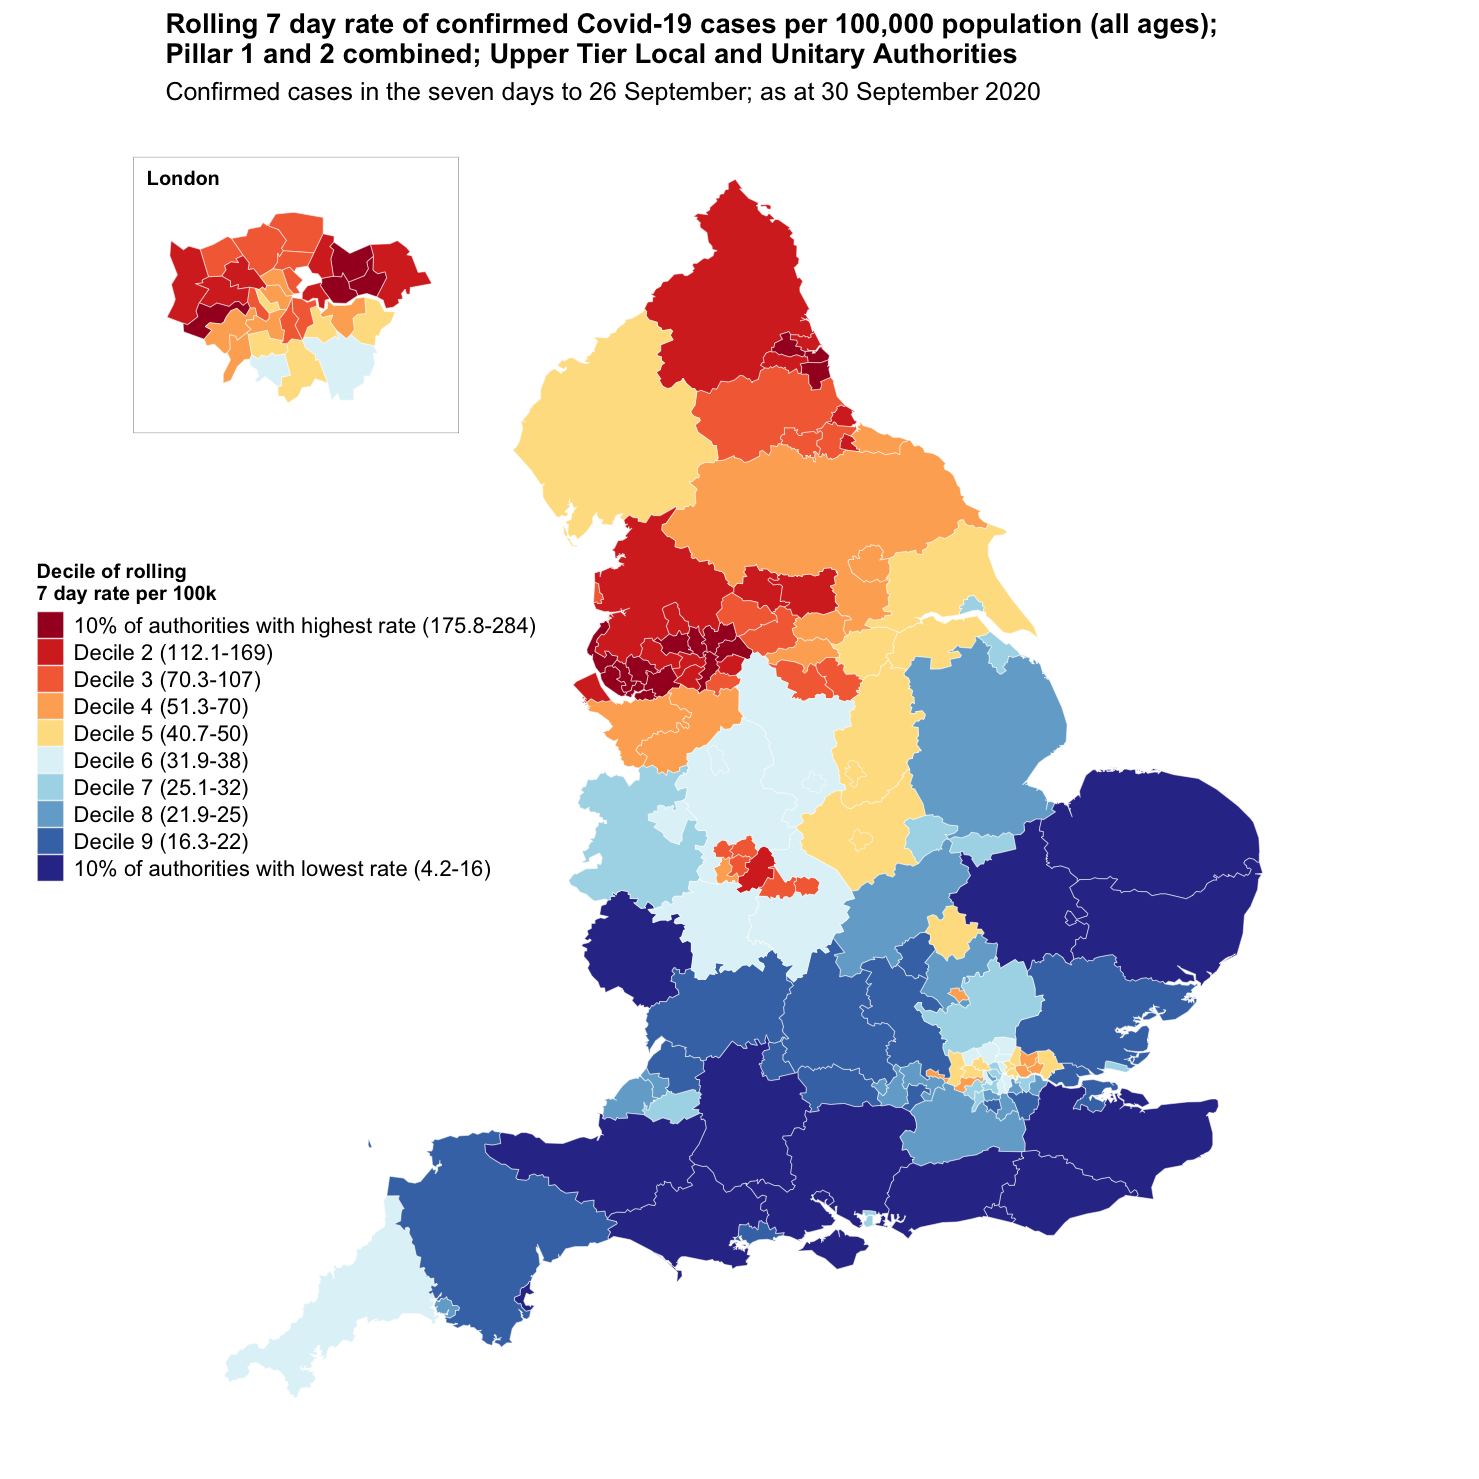 Rolling 7 day rate of confirmed Covid-19 cases per 100,000 population (all ages);
Pillar 1 and 2 combined; Upper Tier Local and Unitary Authorities
Confirmed cases in the seven days to 26 September; as at 30 September 2020
London
Decile of rolling
7 day rate per 100k
10% of authorities with highest rate (175.8-284)
Decile 2 (112.1-169)
Decile 3 (70.3-107)
Decile 4 (51.3-70)
Decile 5 (40.7-50)
Decile 6 (31.9-38)
Decile 7 (25.1-32)
Decile 8 (21.9-25)
Decile 9 (16.3-22)
10% of authorities with lowest rate (4.2-16)